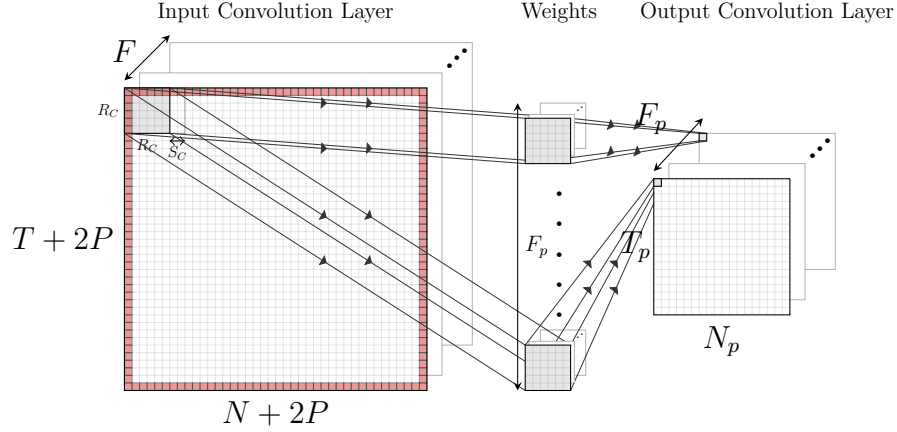 Input Convolution Layer
Weights
Output Convolution Layer
F
R_C
R_C
S_C
T + 2P
N + 2P
F_p
F_p
T_p
N_p